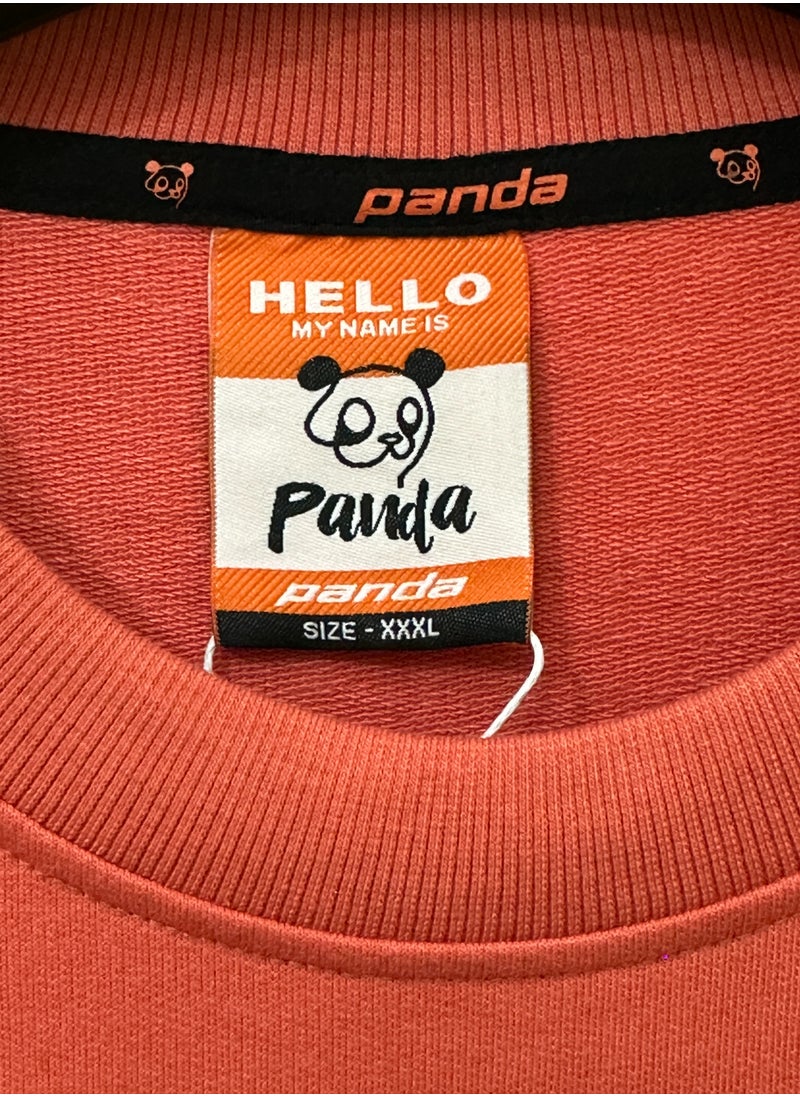 panda
HELLO
MY NAME IS
Panda
panda
SIZE - XXXL